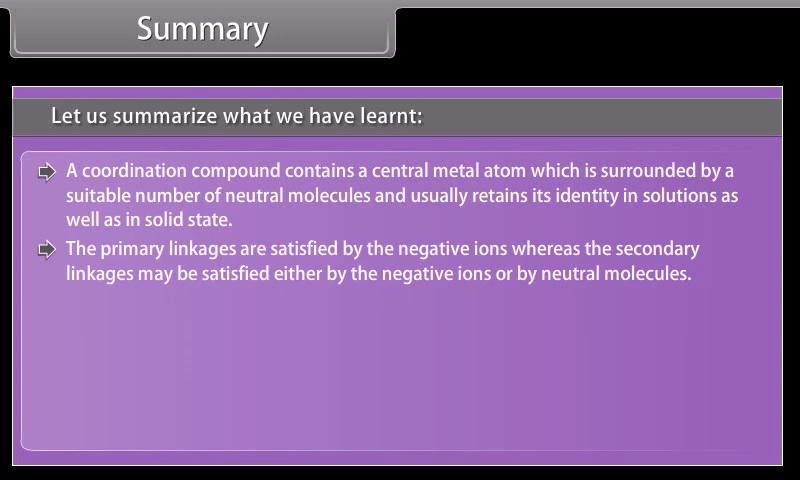 Summary
Let us summarize what we have learnt:
A coordination compound contains a central metal atom which is surrounded by a
suitable number of neutral molecules and usually retains its identity in solutions as
well as in solid state.
The primary linkages are satisfied by the negative ions whereas the secondary
linkages may be satisfied either by the negative ions or by neutral molecules.